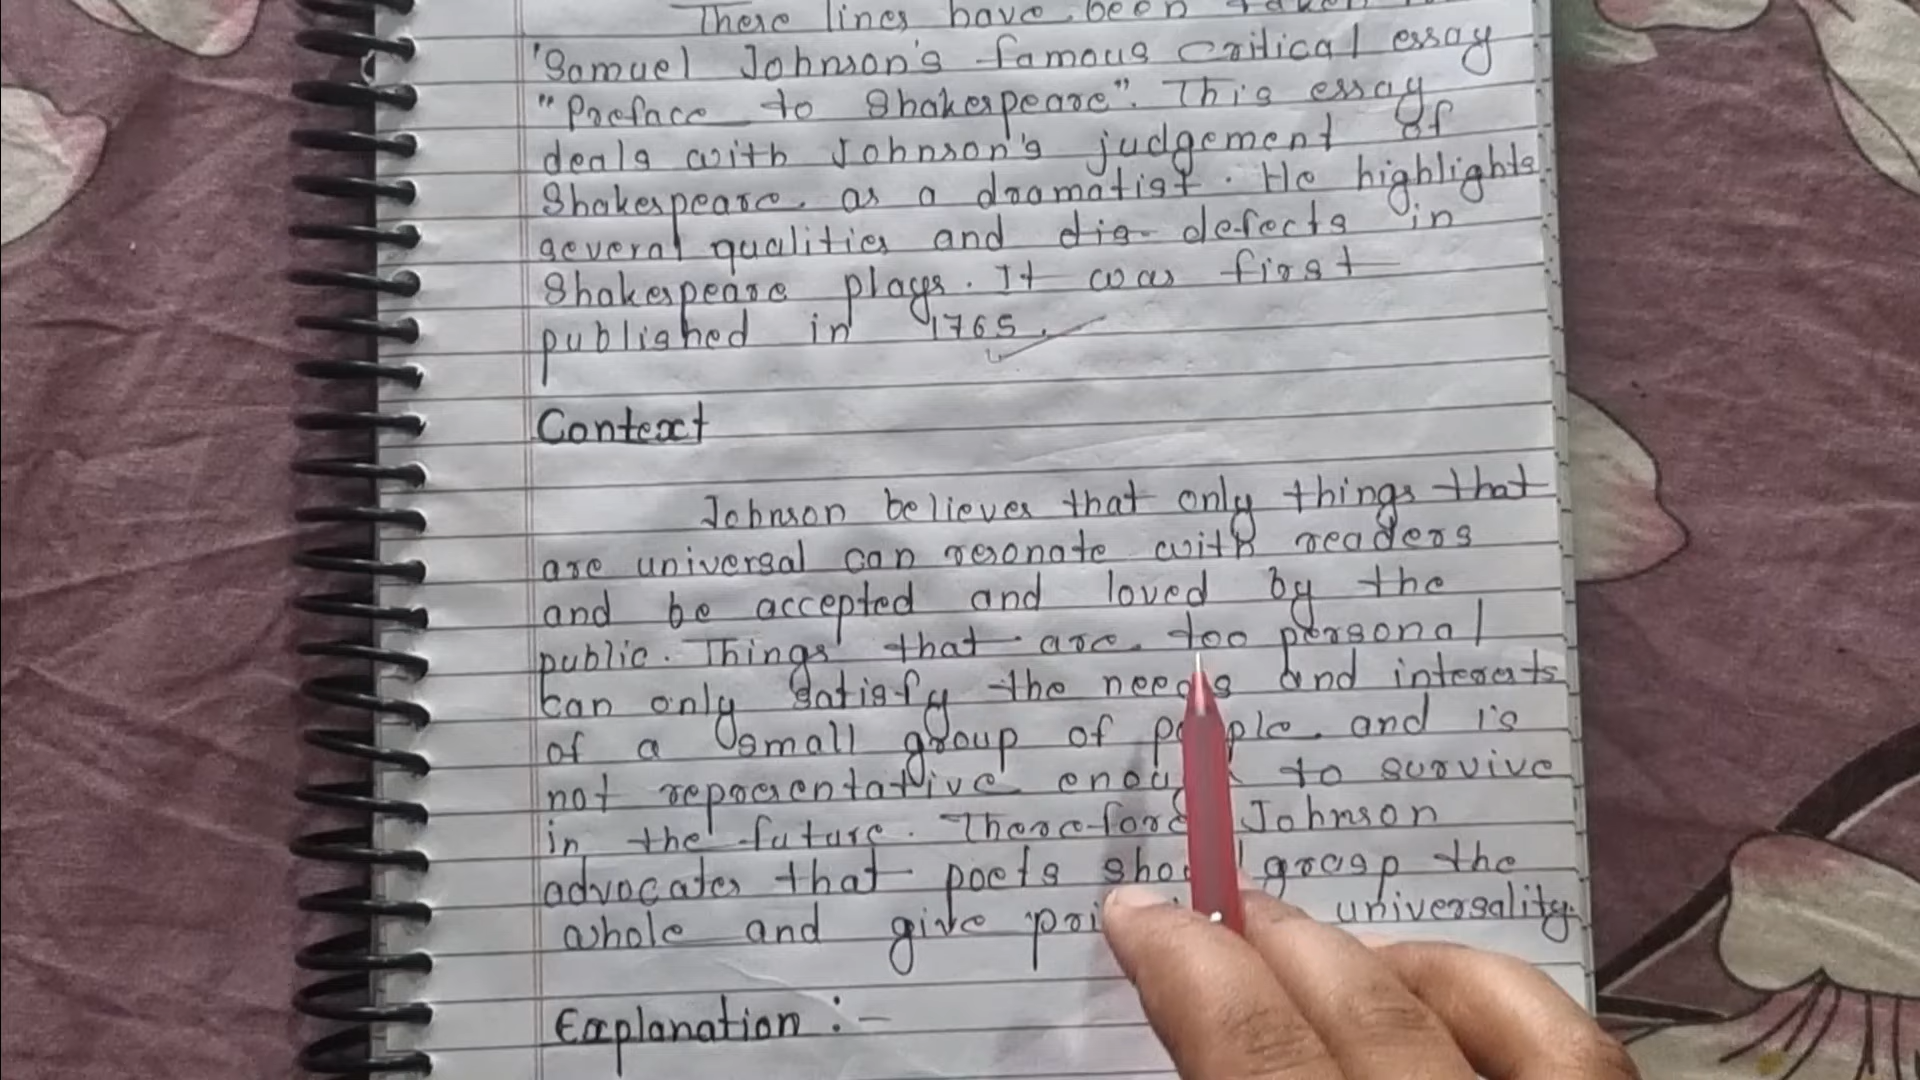 These lines have been taken
'Samuel Johnson's famous critical essay
"Preface to Shakespeare". This essay
deals with Johnson's judgement of
Shakespeare as a dramatist. He highlights
several qualities and dis-defects in
Shakespeare plays. It was first
published in 1765.
Context
Johnson believes that only things that
are universal can resonate with readers
and be accepted and loved by the
public. Things that are too personal
can only satisfy the needs and interests
of a small group of people and is
not representative enough to survive
in the future. Therefore Johnson
advocates that poets grasp the
whole and give universality.
Explanation :-